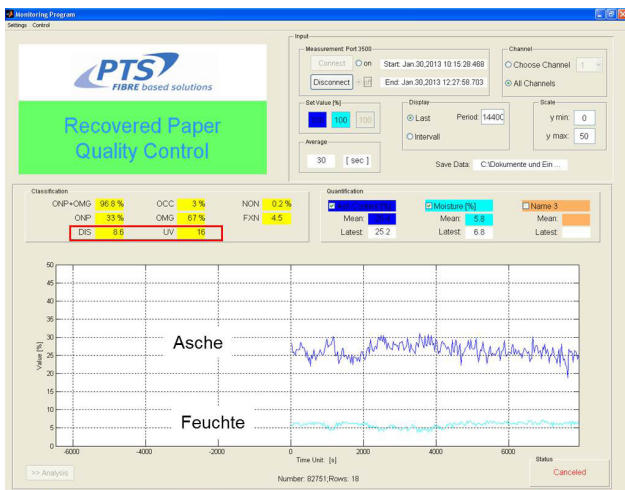 Monitoring Program
Settings Control
PTS
FIBRE based solutions
Recovered Paper
Quality Control
Input
Measurement: Port 3500
Connect on Start: Jan.30,2013 10:15:28.468
Disconnect off End: Jan.30,2013 12:27:58.703
Channel
Choose Channel 1
All Channels
Set Value [%]
100 100
Display
Last Period: 14400
Intervall
Scale
y min: 0
y max: 50
Average
30 [ sec ]
Save Data: C:\Dokumente und Ein ...
Classification
ONP+OMG 96.8 % OCC 3 % NON 0.2 %
ONP 33 % OMG 67 % FXN 4.5
DIS 8.6 UV 16
Quantification
Moisture [%] Name 3
Mean: Mean: 5.8 Mean:
Latest: 25.2 Latest: 6.8 Latest:
50
45
40
35
30
25
20
15
10
5
0
Value [%]
Asche
Feuchte
-6000 -4000 -2000 0 2000 4000 6000
Time Unit: [s]
>> Analysis
Number: 82751;Rows: 18
Status
Canceled